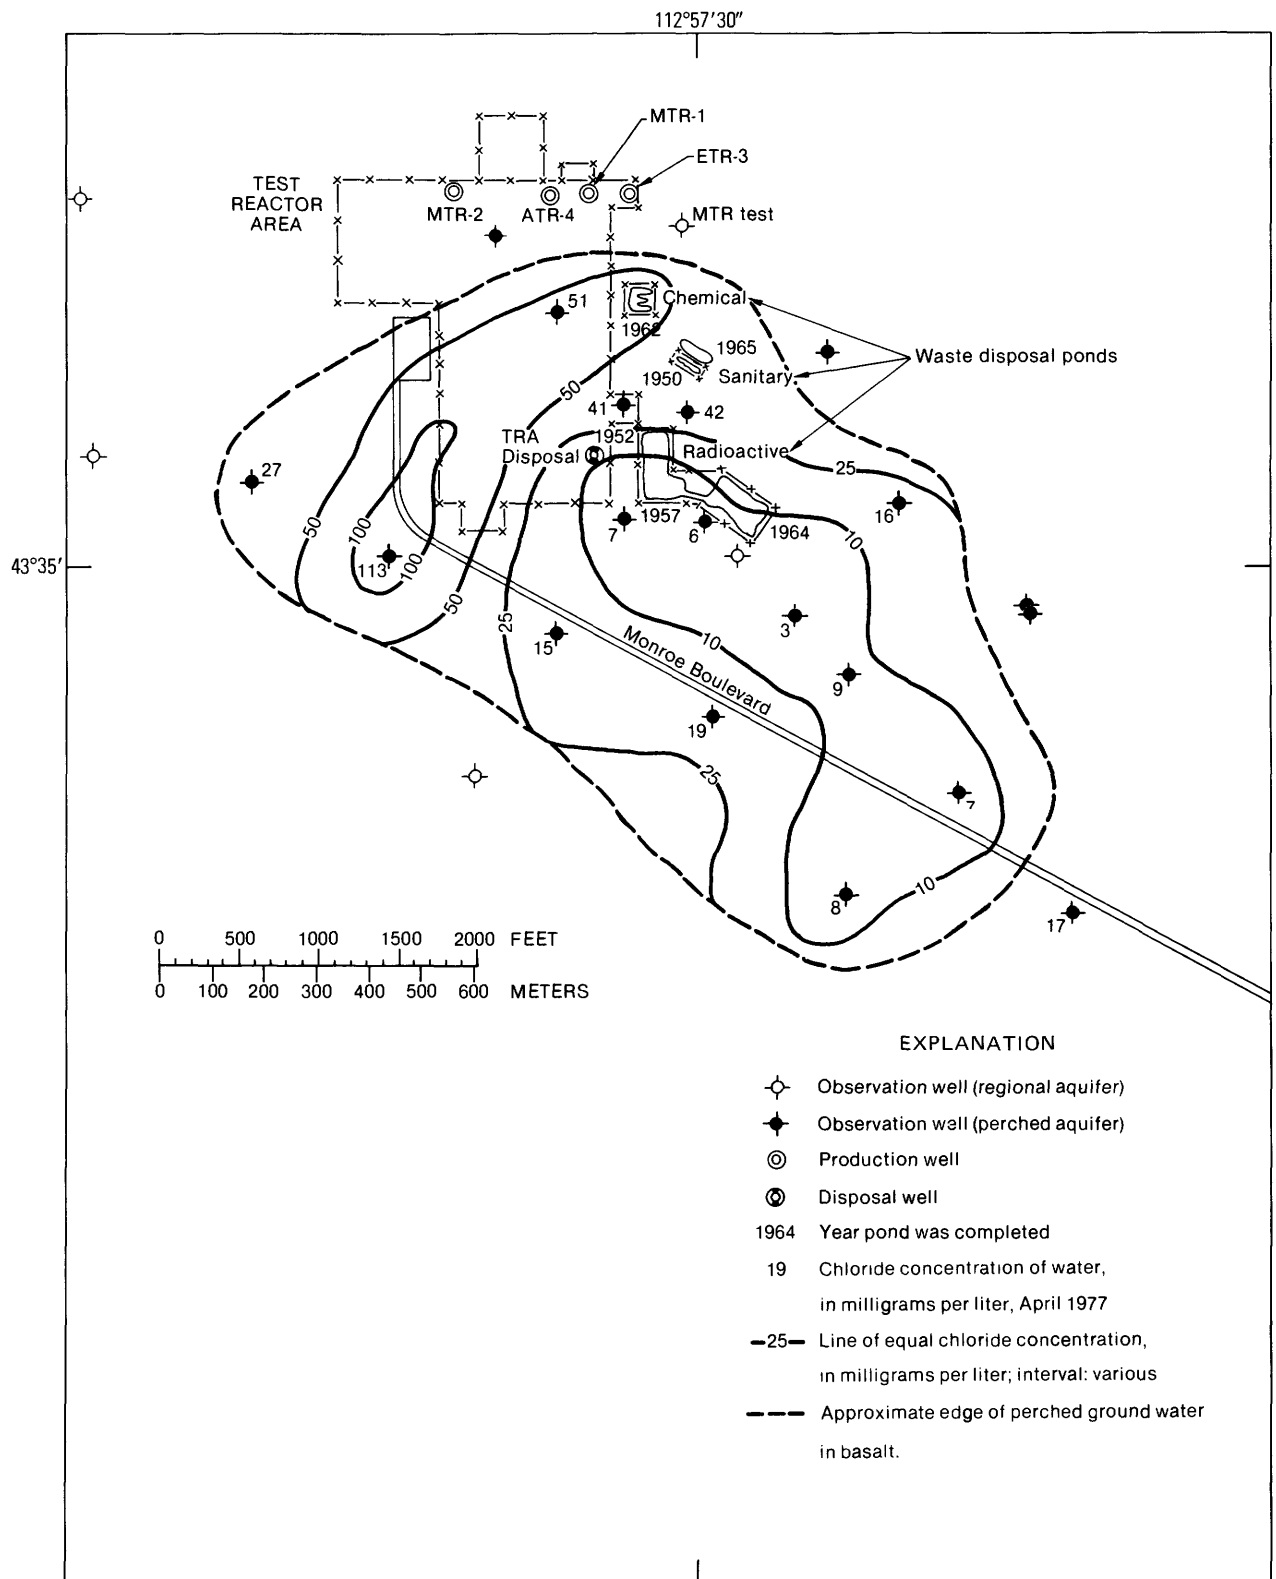 112°57'30"
MTR-1
ETR-3
TEST
REACTOR
AREA
MTR-2
ATR-4
MTR test
51
Chemical
1962
1965
Waste disposal ponds
1950
Sanitary
50
41
42
TRA
1952
Disposal
Radioactive
25
27
16
50
100
7
1957
6
1964
10
43°35'
113
100
50
25
15
10
3
Monroe Boulevard
9
19
25
7
8
10
17
0 500 1000 1500 2000 FEET
0 100 200 300 400 500 600 METERS
EXPLANATION
Observation well (regional aquifer)
Observation well (perched aquifer)
Production well
Disposal well
1964 Year pond was completed
19 Chloride concentration of water,
in milligrams per liter, April 1977
25 Line of equal chloride concentration,
in milligrams per liter; interval: various
Approximate edge of perched ground water
in basalt.